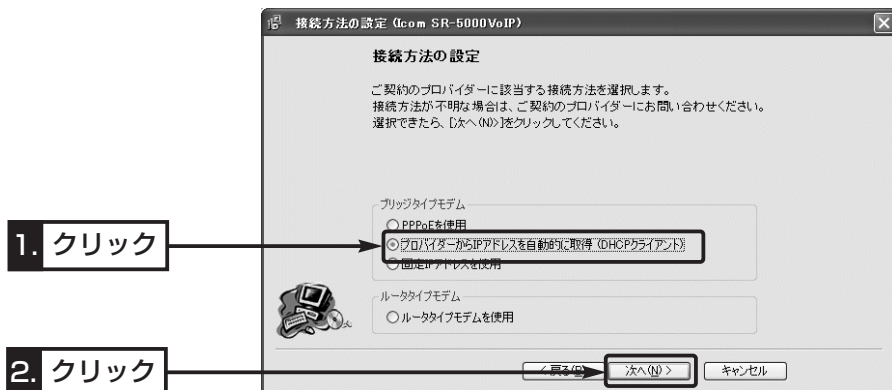 接続方法の設定 (Icom SR-5000VoIP)
接続方法の設定
ご契約のプロバイダーに該当する接続方法を選択します。
接続方法が不明な場合は、ご契約のプロバイダーにお問い合わせください。
選択できたら、[次へ(N)>]をクリックしてください。
ブリッジタイプモデム
PPPoEを使用
1. クリック
プロバイダーからIPアドレスを自動的に取得 (DHCPクライアント)
固定IPアドレスを使用
ルータタイプモデム
ルータタイプモデムを使用
2. クリック
< 戻る(B)
次へ(N) >
キャンセル